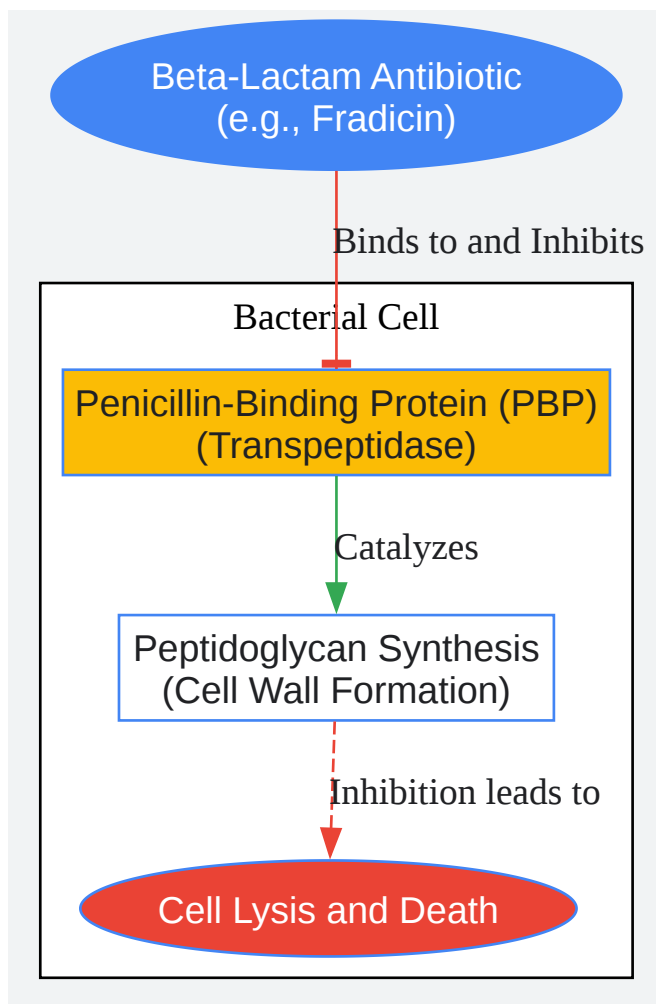 Beta-Lactam Antibiotic
(e.g., Fradicin)
Binds to and Inhibits
Bacterial Cell
Penicillin-Binding Protein (PBP)
(Transpeptidase)
Catalyzes
Peptidoglycan Synthesis
(Cell Wall Formation)
Inhibition leads to
Cell Lysis and Death